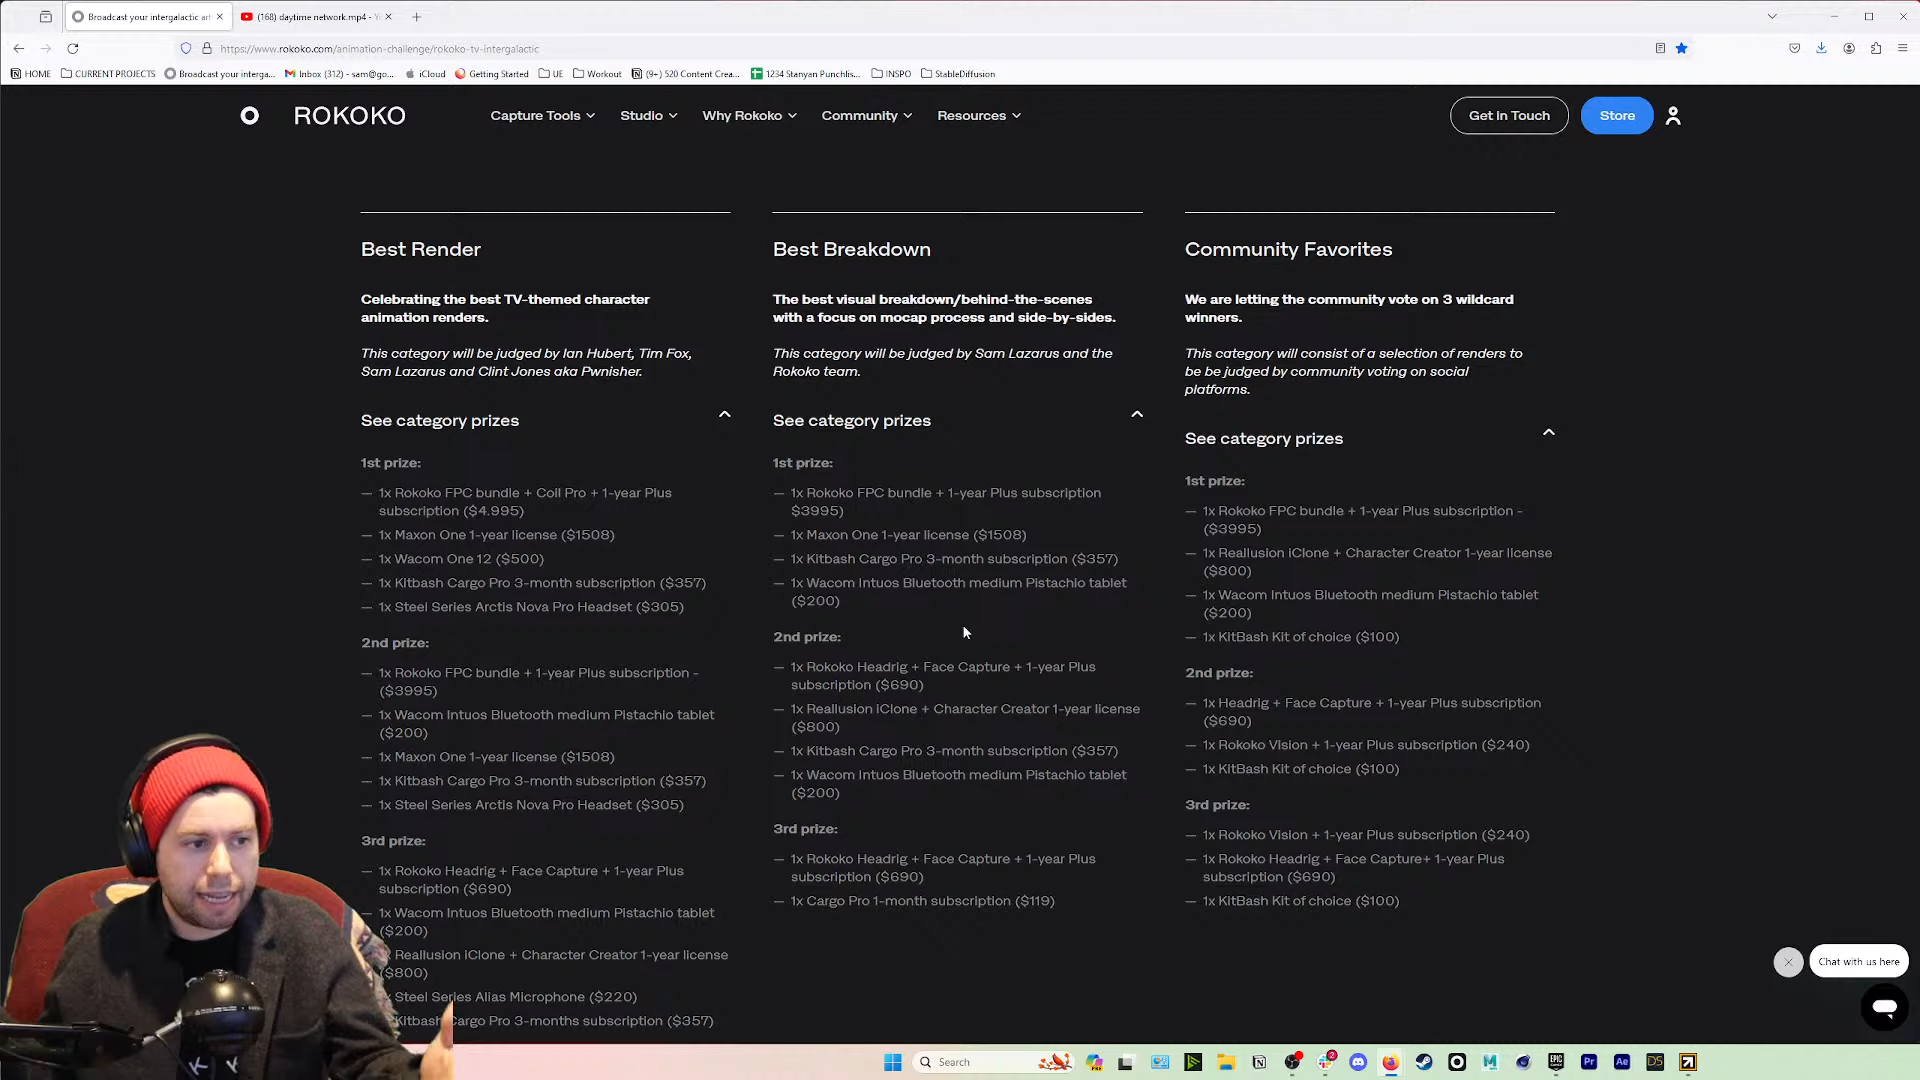 Broadcast your intergalactic ar
(168) daytime network.mp4 -
https://www.rokoko.com/animation-challenge/rokoko-tv-intergalactic
HOME
CURRENT PROJECTS
Broadcast your interga...
Inbox (312) - sam@go...
iCloud
Getting Started
UE
Workout
(9+) 520 Content Crea...
1234 Stanyan Punchlis...
INSPO
StableDiffusion
ROKOKO
Capture Tools
Studio
Why Rokoko
Community
Resources
Get in Touch
Store
Best Render
Celebrating the best TV-themed character
animation renders.
This category will be judged by Ian Hubert, Tim Fox,
Sam Lazarus and Clint Jones aka Pwnisher.
See category prizes
1st prize:
— 1x Rokoko FPC bundle + Coil Pro + 1-year Plus
subscription ($4.995)
— 1x Maxon One 1-year license ($1508)
— 1x Wacom One 12 ($500)
— 1x Kitbash Cargo Pro 3-month subscription ($357)
— 1x Steel Series Arctis Nova Pro Headset ($305)
2nd prize:
— 1x Rokoko FPC bundle + 1-year Plus subscription -
($3995)
— 1x Wacom Intuos Bluetooth medium Pistachio tablet
($200)
— 1x Maxon One 1-year license ($1508)
— 1x Kitbash Cargo Pro 3-month subscription ($357)
— 1x Steel Series Arctis Nova Pro Headset ($305)
3rd prize:
— 1x Rokoko Headrig + Face Capture + 1-year Plus
subscription ($690)
— 1x Wacom Intuos Bluetooth medium Pistachio tablet
($200)
Reallusion iClone + Character Creator 1-year license
($800)
Steel Series Alias Microphone ($220)
Kitbash Cargo Pro 3-months subscription ($357)
Best Breakdown
The best visual breakdown/behind-the-scenes
with a focus on mocap process and side-by-sides.
This category will be judged by Sam Lazarus and the
Rokoko team.
See category prizes
1st prize:
— 1x Rokoko FPC bundle + 1-year Plus subscription
$3995)
— 1x Maxon One 1-year license ($1508)
— 1x Kitbash Cargo Pro 3-month subscription ($357)
— 1x Wacom Intuos Bluetooth medium Pistachio tablet
($200)
2nd prize:
— 1x Rokoko Headrig + Face Capture + 1-year Plus
subscription ($690)
— 1x Reallusion iClone + Character Creator 1-year license
($800)
— 1x Kitbash Cargo Pro 3-month subscription ($357)
— 1x Wacom Intuos Bluetooth medium Pistachio tablet
($200)
3rd prize:
— 1x Rokoko Headrig + Face Capture + 1-year Plus
subscription ($690)
— 1x Cargo Pro 1-month subscription ($119)
Community Favorites
We are letting the community vote on 3 wildcard
winners.
This category will consist of a selection of renders to
be be judged by community voting on social
platforms.
See category prizes
1st prize:
— 1x Rokoko FPC bundle + 1-year Plus subscription -
($3995)
— 1x Reallusion iClone + Character Creator 1-year license
($800)
— 1x Wacom Intuos Bluetooth medium Pistachio tablet
($200)
— 1x KitBash Kit of choice ($100)
2nd prize:
— 1x Headrig + Face Capture + 1-year Plus subscription
($690)
— 1x Rokoko Vision + 1-year Plus subscription ($240)
— 1x KitBash Kit of choice ($100)
3rd prize:
— 1x Rokoko Vision + 1-year Plus subscription ($240)
— 1x Rokoko Headrig + Face Capture+ 1-year Plus
subscription ($690)
— 1x KitBash Kit of choice ($100)
Chat with us here
Search
Pr
Ae
DS